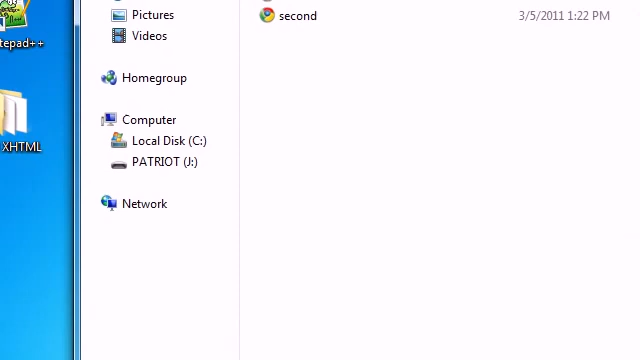 Pictures
second 3/5/2011 1:22 PM
Videos
tepad++
Homegroup
Computer
Local Disk (C:)
XHTML
PATRIOT (J:)
Network